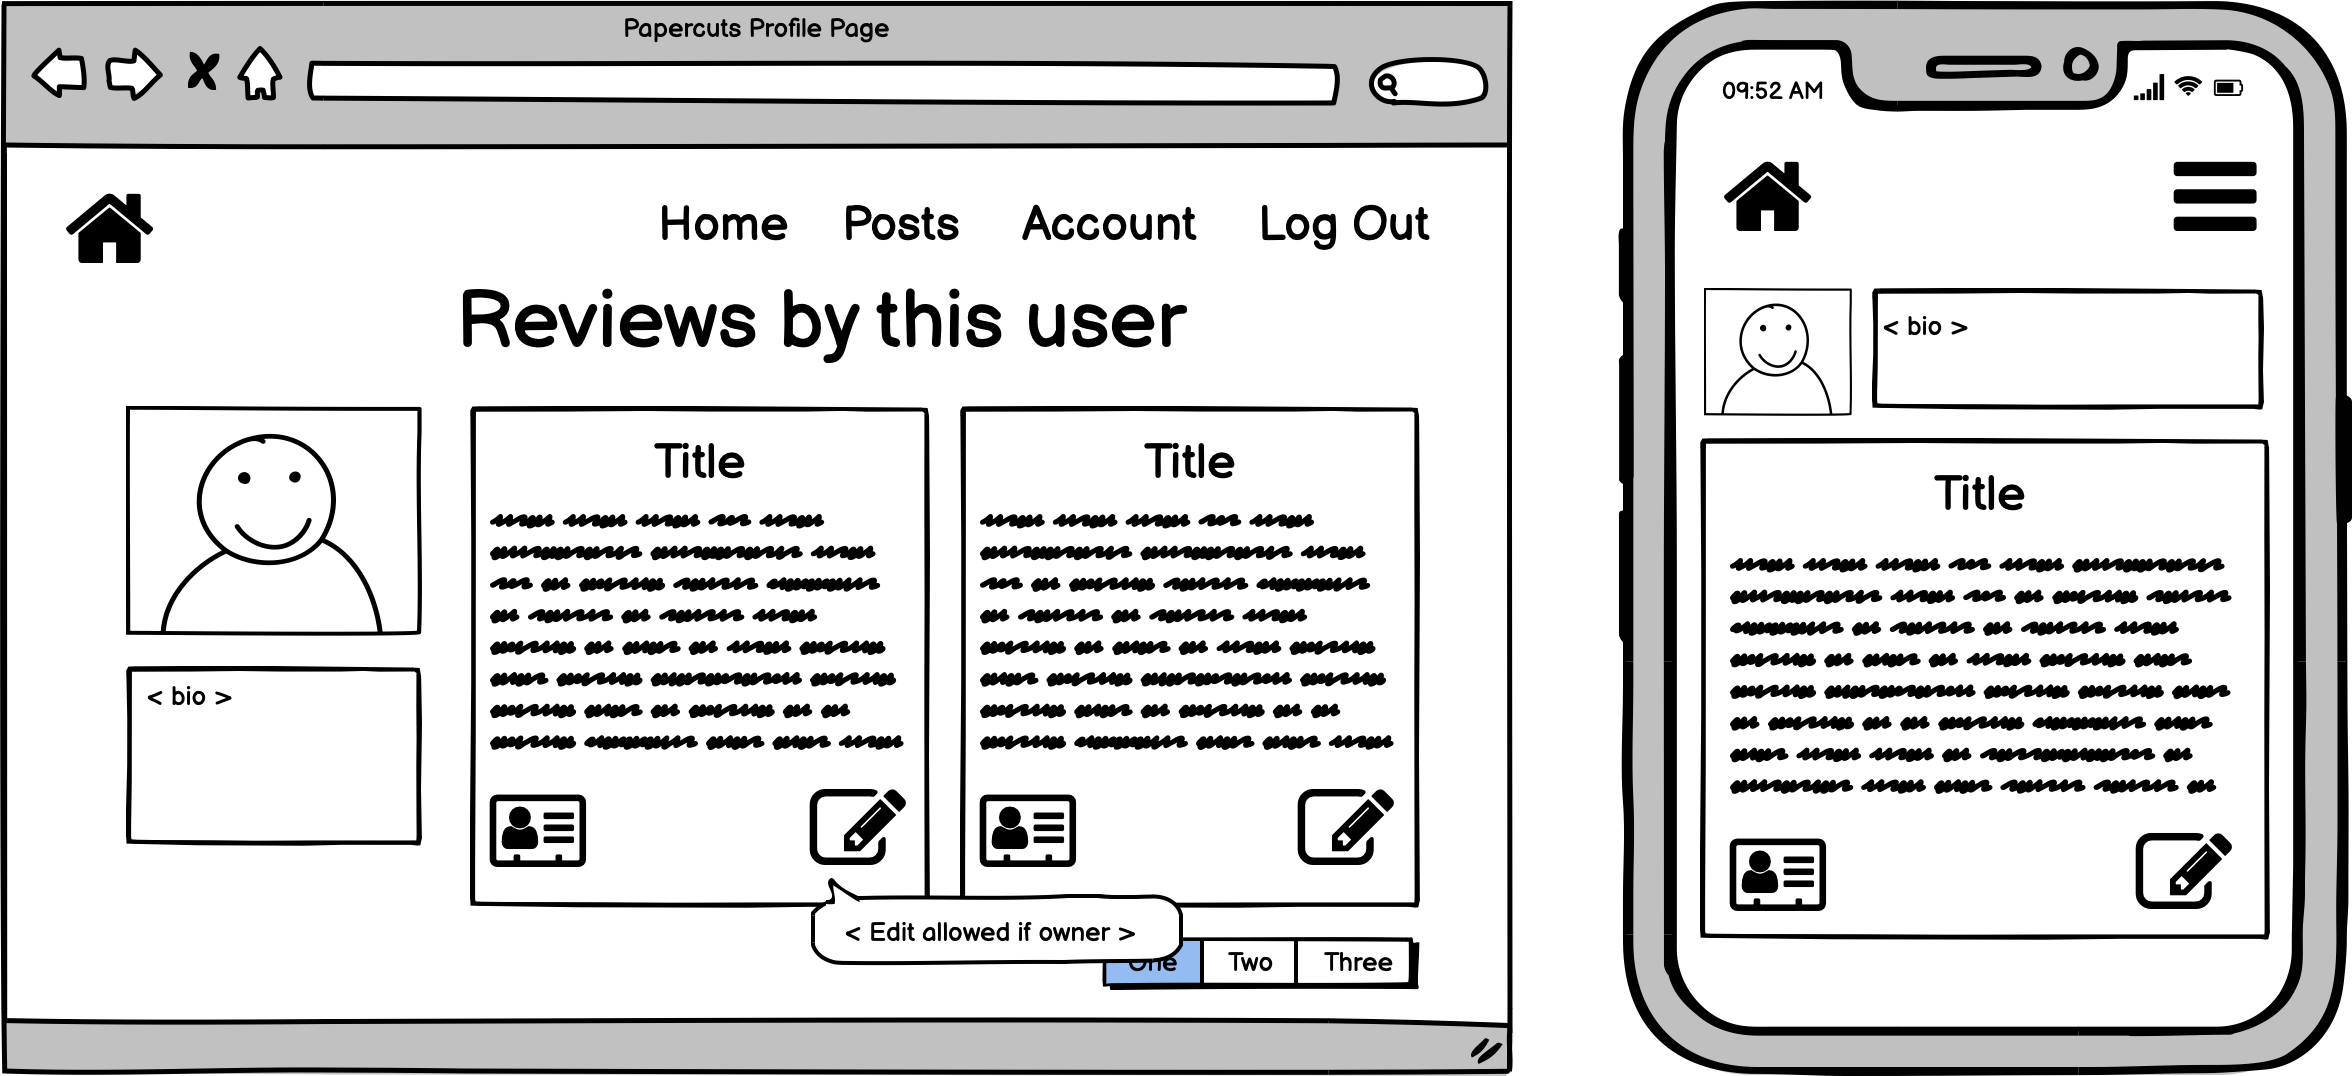 Papercuts Profile Page
Home Posts Account Log Out
Reviews by this user
< bio >
Title
Title
< Edit allowed if owner >
One Two Three
09:52 AM
< bio >
Title